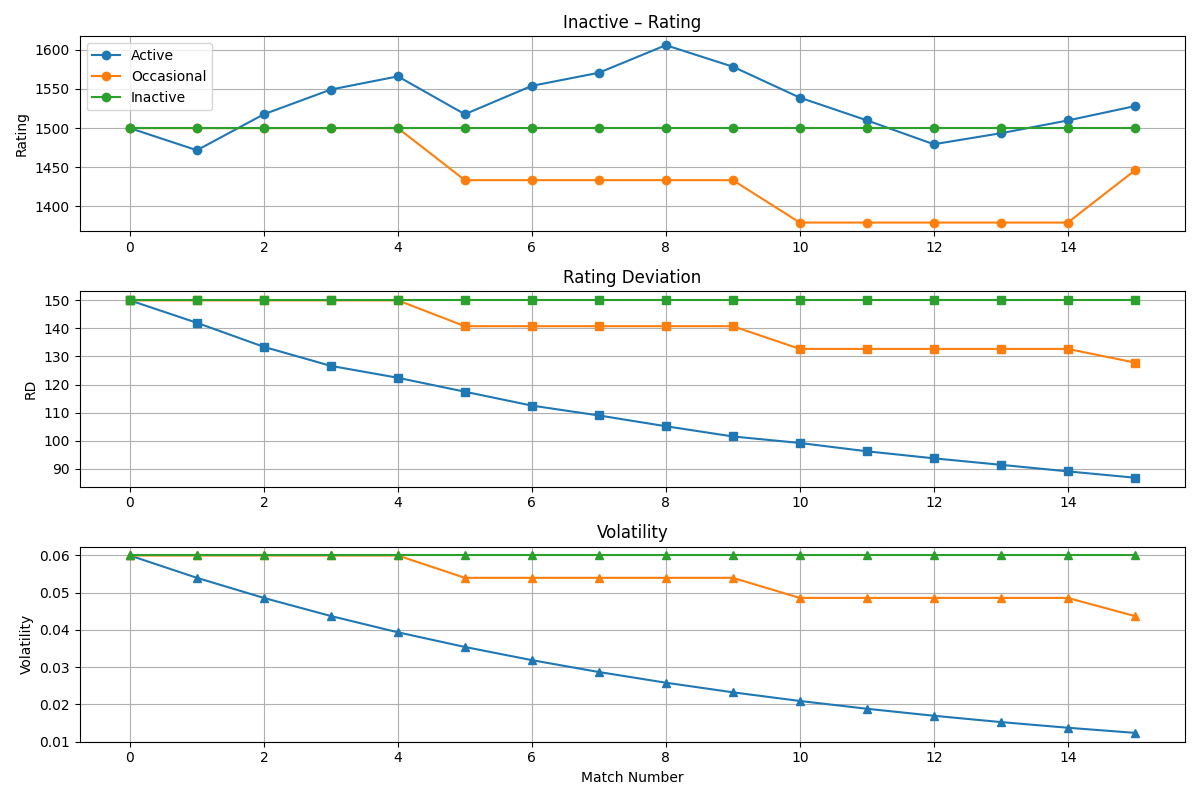 Inactive – Rating
Rating
1600
1550
1500
1450
1400
Active
Occasional
Inactive
0 2 4 6 8 10 12 14
Rating Deviation
RD
150
140
130
120
110
100
90
0 2 4 6 8 10 12 14
Volatility
Volatility
0.06
0.05
0.04
0.03
0.02
0.01
0 2 4 6 8 10 12 14
Match Number